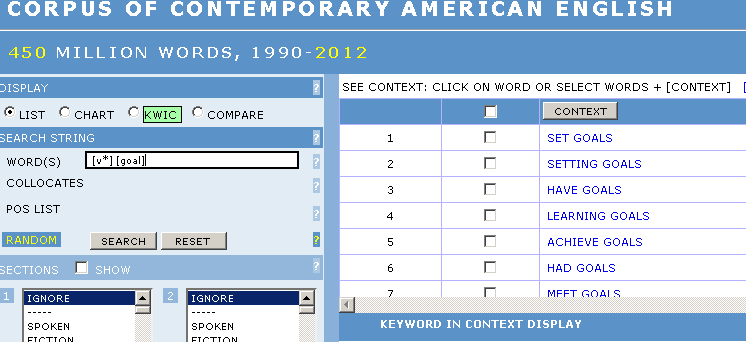 CORPUS OF CONTEMPORARY AMERICAN ENGLISH
450 MILLION WORDS, 1990-2012
DISPLAY ?
LIST CHART KWIC COMPARE
SEARCH STRING
WORD(S) [v*] [goal] ?
COLLOCATES ?
POS LIST ?
RANDOM SEARCH RESET ?
SECTIONS SHOW ?
1 IGNORE 2 IGNORE
----- -----
SPOKEN SPOKEN
FICTION FICTION
SEE CONTEXT: CLICK ON WORD OR SELECT WORDS + [CONTEXT] [
CONTEXT
1 SET GOALS
2 SETTING GOALS
3 HAVE GOALS
4 LEARNING GOALS
5 ACHIEVE GOALS
6 HAD GOALS
7 MEET GOALS
KEYWORD IN CONTEXT DISPLAY